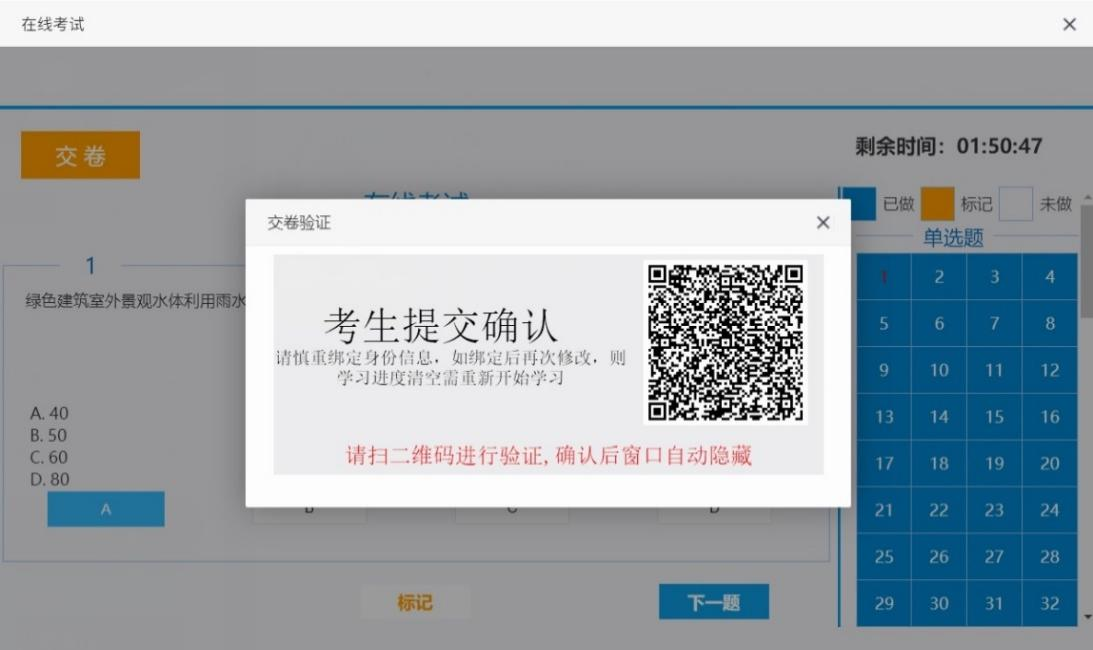 在线考试
交卷
剩余时间：01:50:47
在线考试
已做 标记 未做
单选题
交卷验证
1
绿色建筑室外景观水体利用雨水
考生提交确认
请慎重绑定身份信息，如绑定后再次修改，则
学习进度清空需重新开始学习
请扫二维码进行验证,确认后窗口自动隐藏
A. 40
B. 50
C. 60
D. 80
A B C D
标记 下一题
1 2 3 4
5 6 7 8
9 10 11 12
13 14 15 16
17 18 19 20
21 22 23 24
25 26 27 28
29 30 31 32